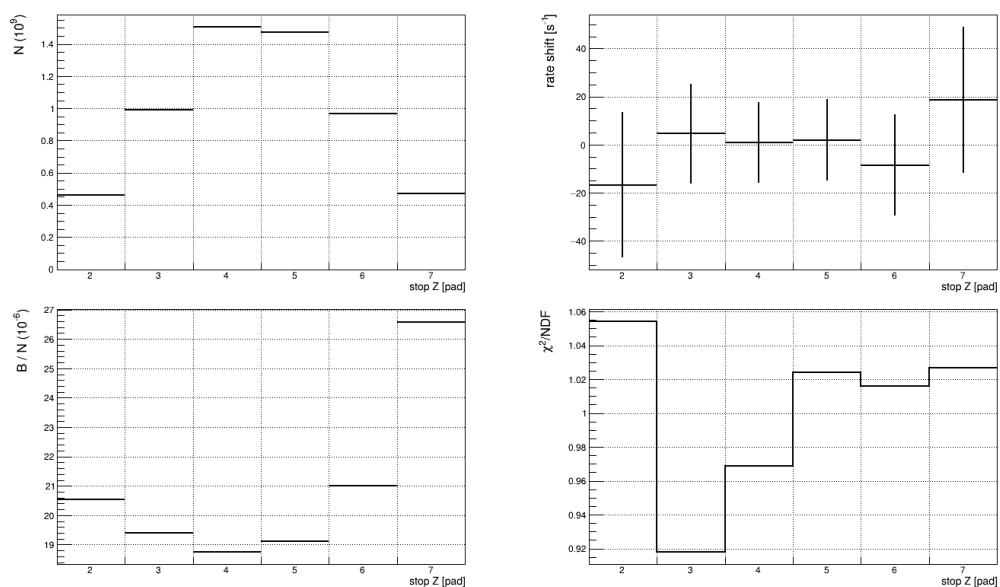 N (10⁹)
1.4
1.2
1
0.8
0.6
0.4
0.2
0
2 3 4 5 6 7
stop Z [pad]
rate shift [s⁻¹]
40
20
0
−20
−40
2 3 4 5 6 7
stop Z [pad]
B / N (10⁻⁶)
27
26
25
24
23
22
21
20
19
2 3 4 5 6 7
stop Z [pad]
χ²/NDF
1.06
1.04
1.02
1
0.98
0.96
0.94
0.92
2 3 4 5 6 7
stop Z [pad]